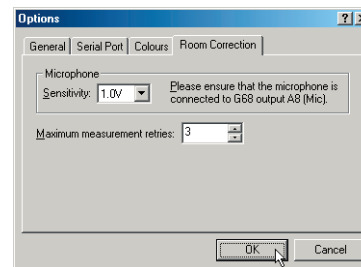 Options
General
Serial Port
Colours
Room Correction
Microphone
Sensitivity: 1.0V
Please ensure that the microphone is
connected to G68 output A8 (Mic).
Maximum measurement retries: 3
OK
Cancel